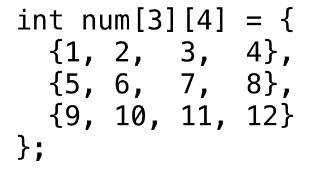 int num[3][4] = {
  {1, 2,  3,  4},
  {5, 6,  7,  8},
  {9, 10, 11, 12}
};